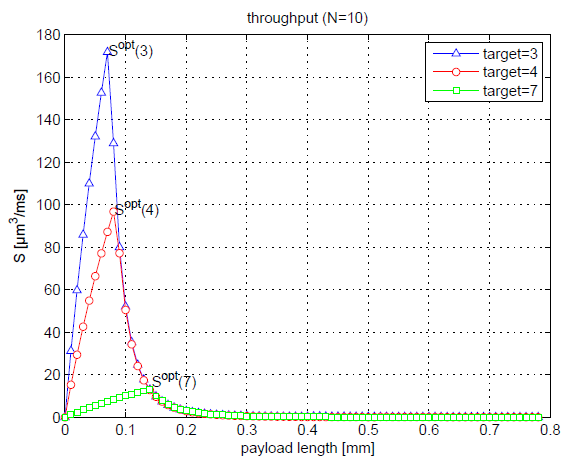 throughput (N=10)
180
160
140
120
100
80
60
40
20
0
S [μm³/ms]
S^opt(3)
S^opt(4)
S^opt(7)
target=3
target=4
target=7
0 0.1 0.2 0.3 0.4 0.5 0.6 0.7 0.8
payload length [mm]